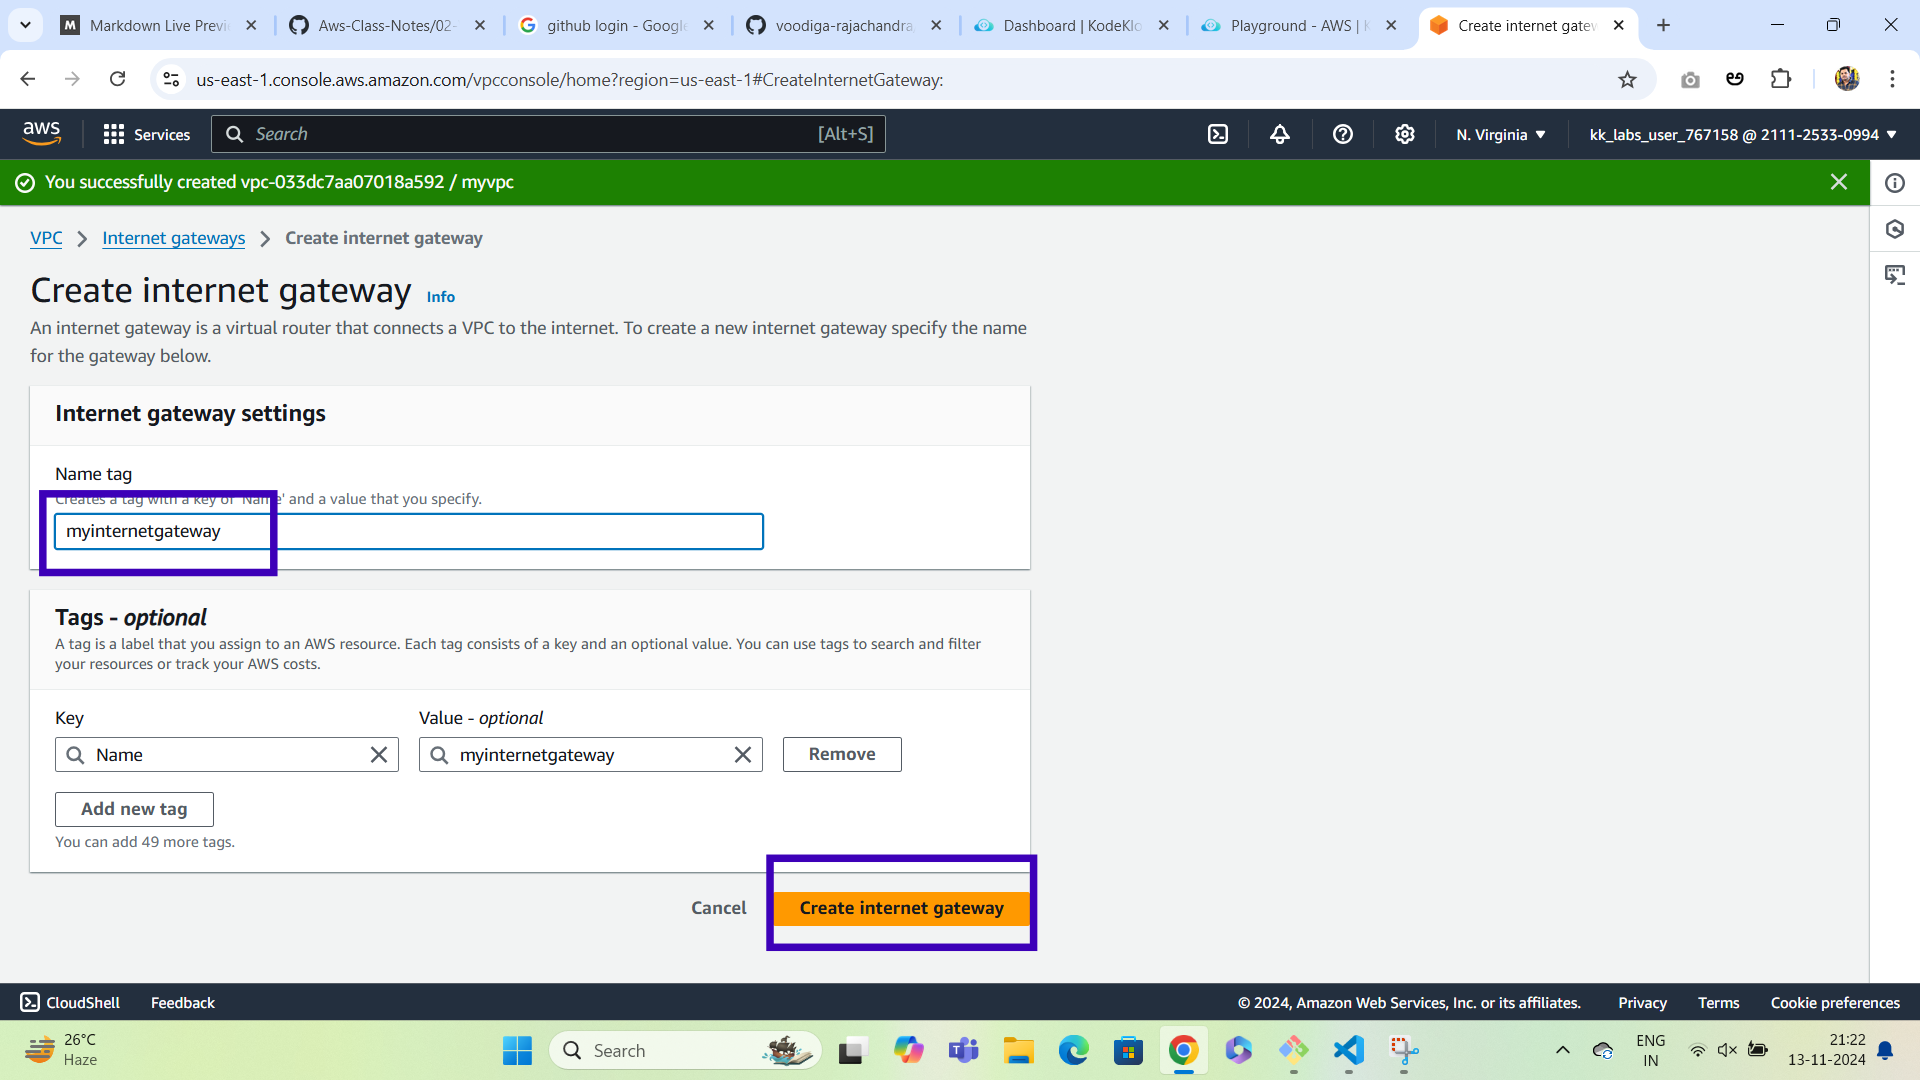 M Markdown Live Previ
Aws-Class-Notes/02-
github login - Google
voodiga-rajachandra
Dashboard | KodeKlo
Playground - AWS | K
Create internet gatew
us-east-1.console.aws.amazon.com/vpcconsole/home?region=us-east-1#CreateInternetGateway:
aws
Services
Search
[Alt+S]
N. Virginia
kk_labs_user_767158 @ 2111-2533-0994
You successfully created vpc-033dc7aa07018a592 / myvpc
VPC
Internet gateways
Create internet gateway
Create internet gateway
Info
An internet gateway is a virtual router that connects a VPC to the internet. To create a new internet gateway specify the name
for the gateway below.
Internet gateway settings
Name tag
Creates a tag with a key of 'Name' and a value that you specify.
myinternetgateway
Tags - optional
A tag is a label that you assign to an AWS resource. Each tag consists of a key and an optional value. You can use tags to search and filter
your resources or track your AWS costs.
Key
Value - optional
Name
myinternetgateway
Remove
Add new tag
You can add 49 more tags.
Cancel
Create internet gateway
CloudShell
Feedback
© 2024, Amazon Web Services, Inc. or its affiliates.
Privacy
Terms
Cookie preferences
26°C
Haze
Search
ENG
IN
21:22
13-11-2024